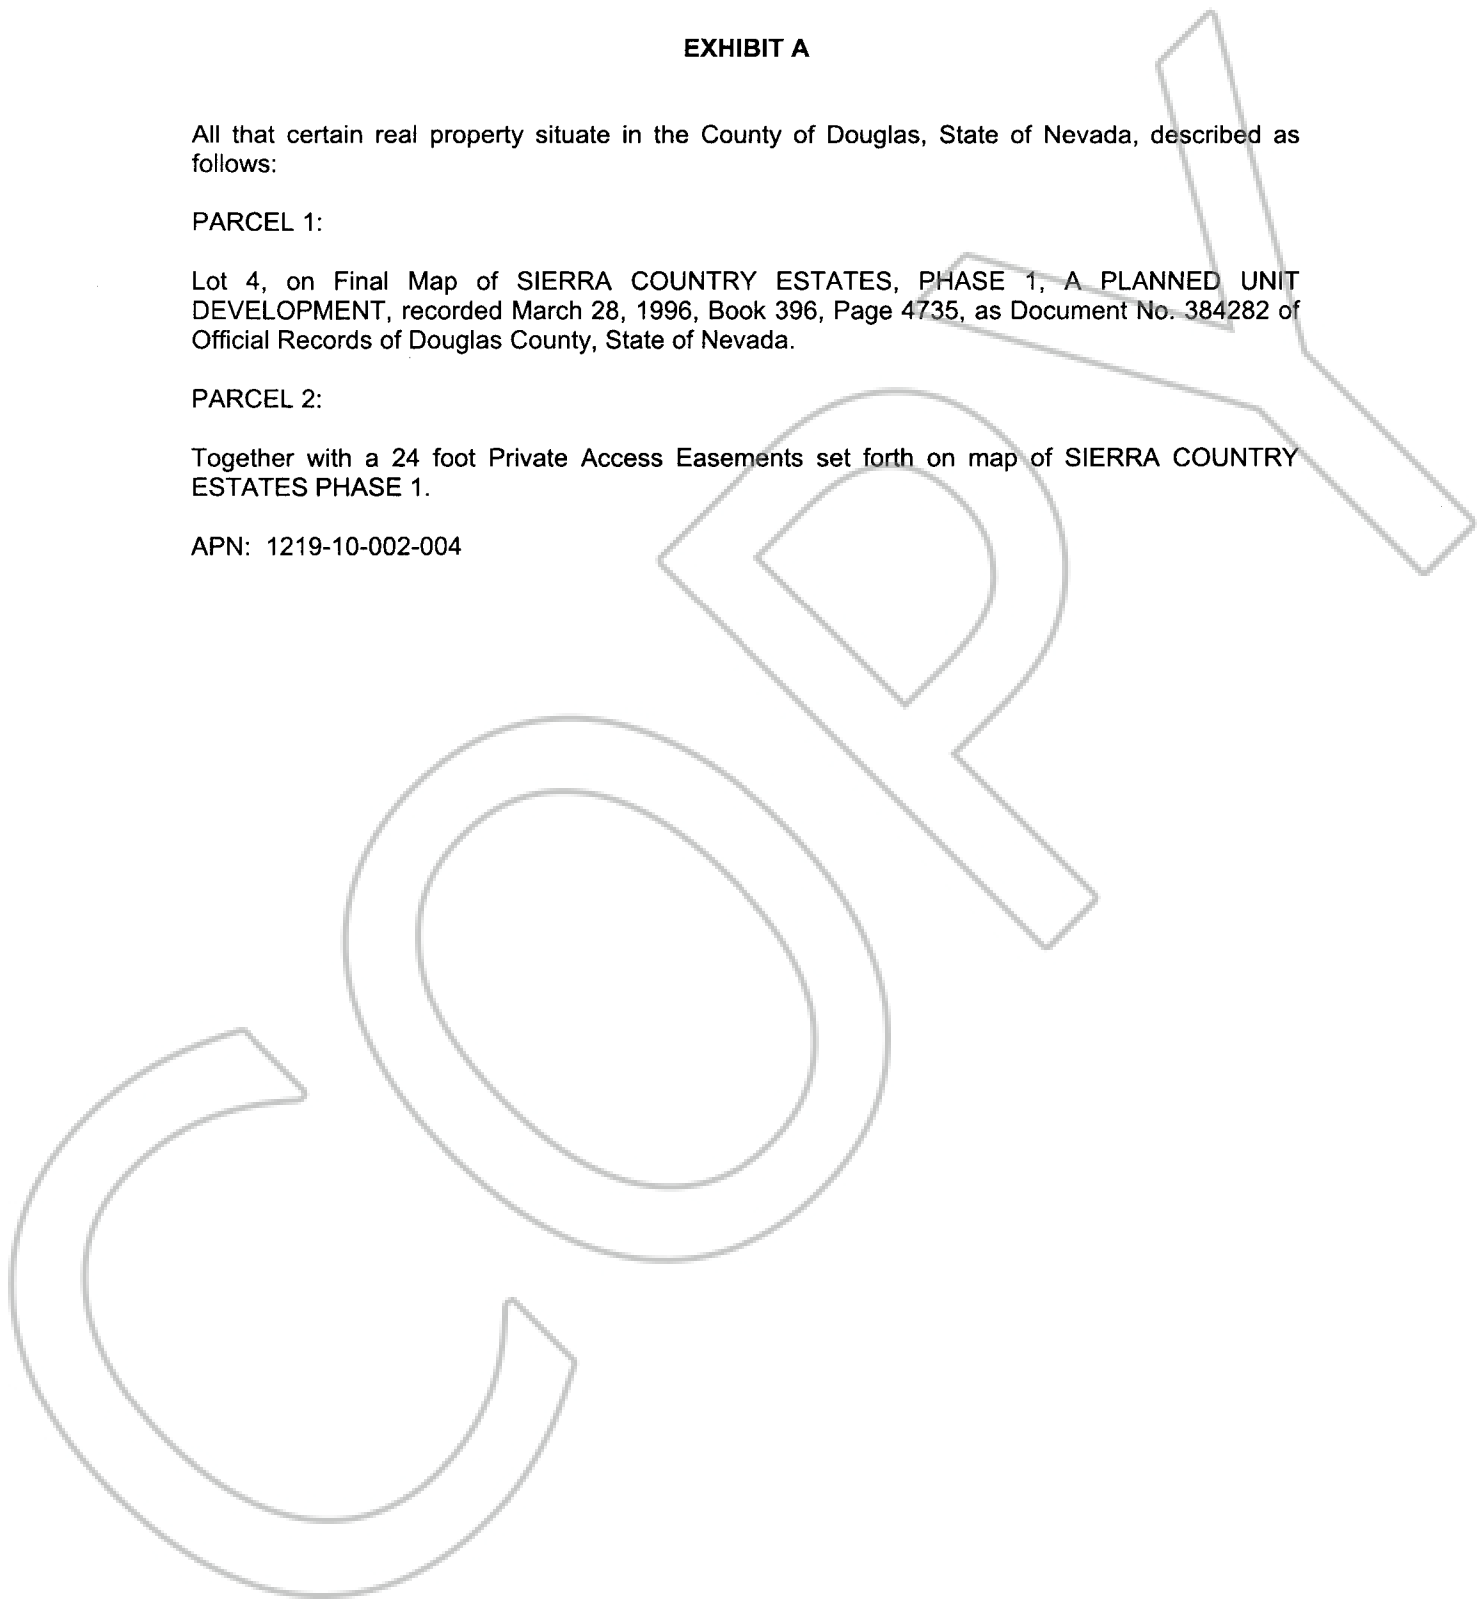 EXHIBIT A
All that certain real property situate in the County of Douglas, State of Nevada, described as
follows:
PARCEL 1:
Lot 4, on Final Map of SIERRA COUNTRY ESTATES, PHASE 1, A PLANNED UNIT
DEVELOPMENT, recorded March 28, 1996, Book 396, Page 4735, as Document No. 384282 of
Official Records of Douglas County, State of Nevada.
PARCEL 2:
Together with a 24 foot Private Access Easements set forth on map of SIERRA COUNTRY
ESTATES PHASE 1.
APN: 1219-10-002-004
COPY